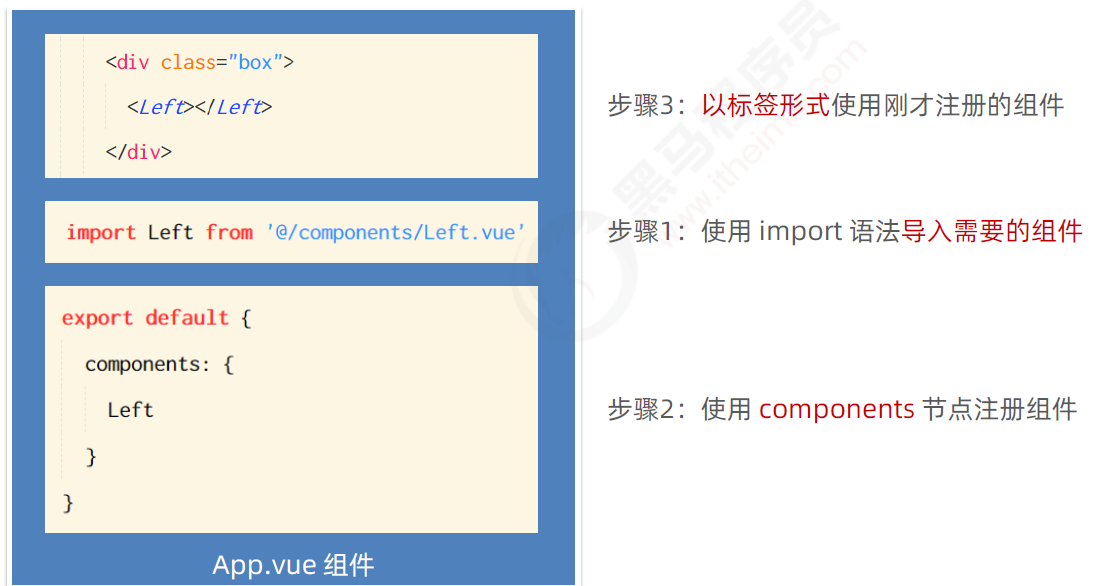 <div class="box">
<Left></Left>
</div>
步骤3：以标签形式使用刚才注册的组件
import Left from '@/components/Left.vue'
步骤1：使用 import 语法导入需要的组件
export default {
components: {
Left
}
}
步骤2：使用 components 节点注册组件
App.vue 组件
黑马程序员
www.itheima.com